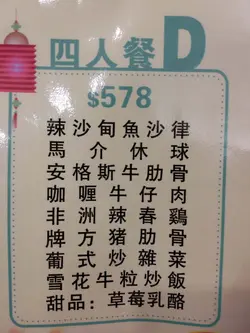 四人餐D
$578
辣沙甸魚沙律
馬介休球
安格斯牛肋骨
咖喱牛仔肉
非洲辣春鷄
牌方豬肋骨
葡式炒雜菜
雪花牛粒炒飯
甜品：草莓乳酪